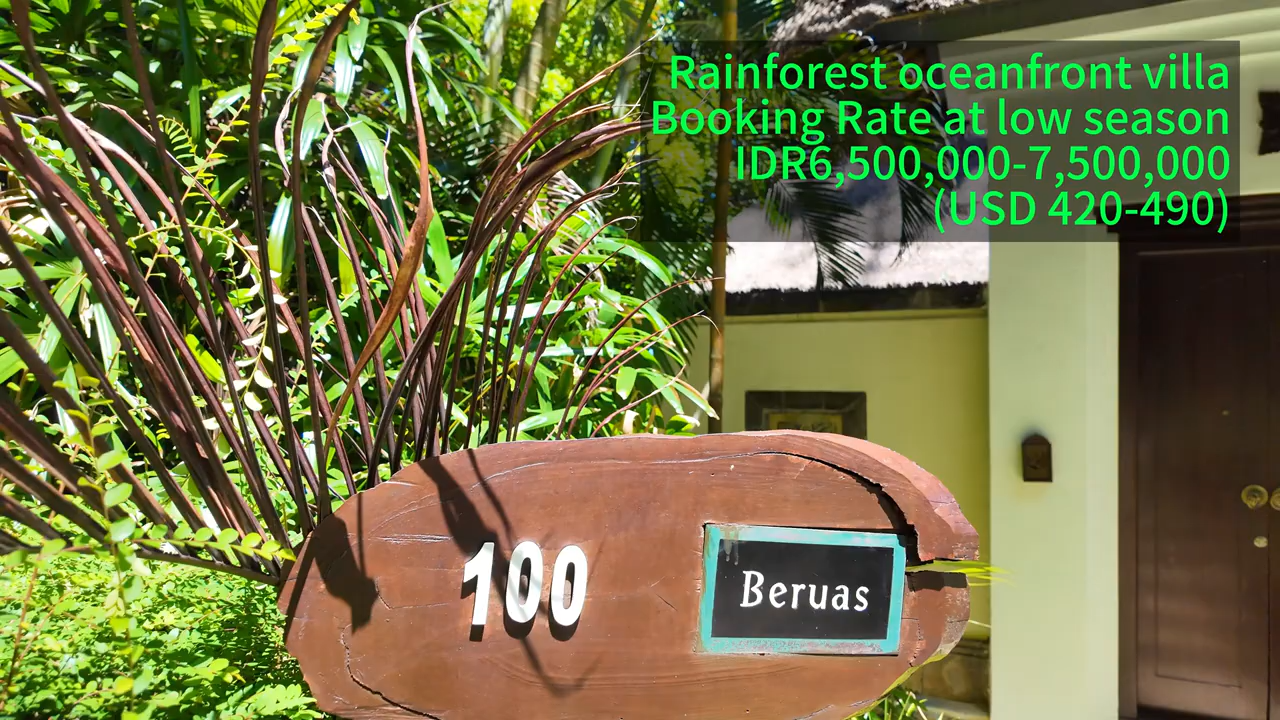 Rainforest oceanfront villa
Booking Rate at low season
IDR6,500,000-7,500,000
(USD 420-490)
100
Beruas